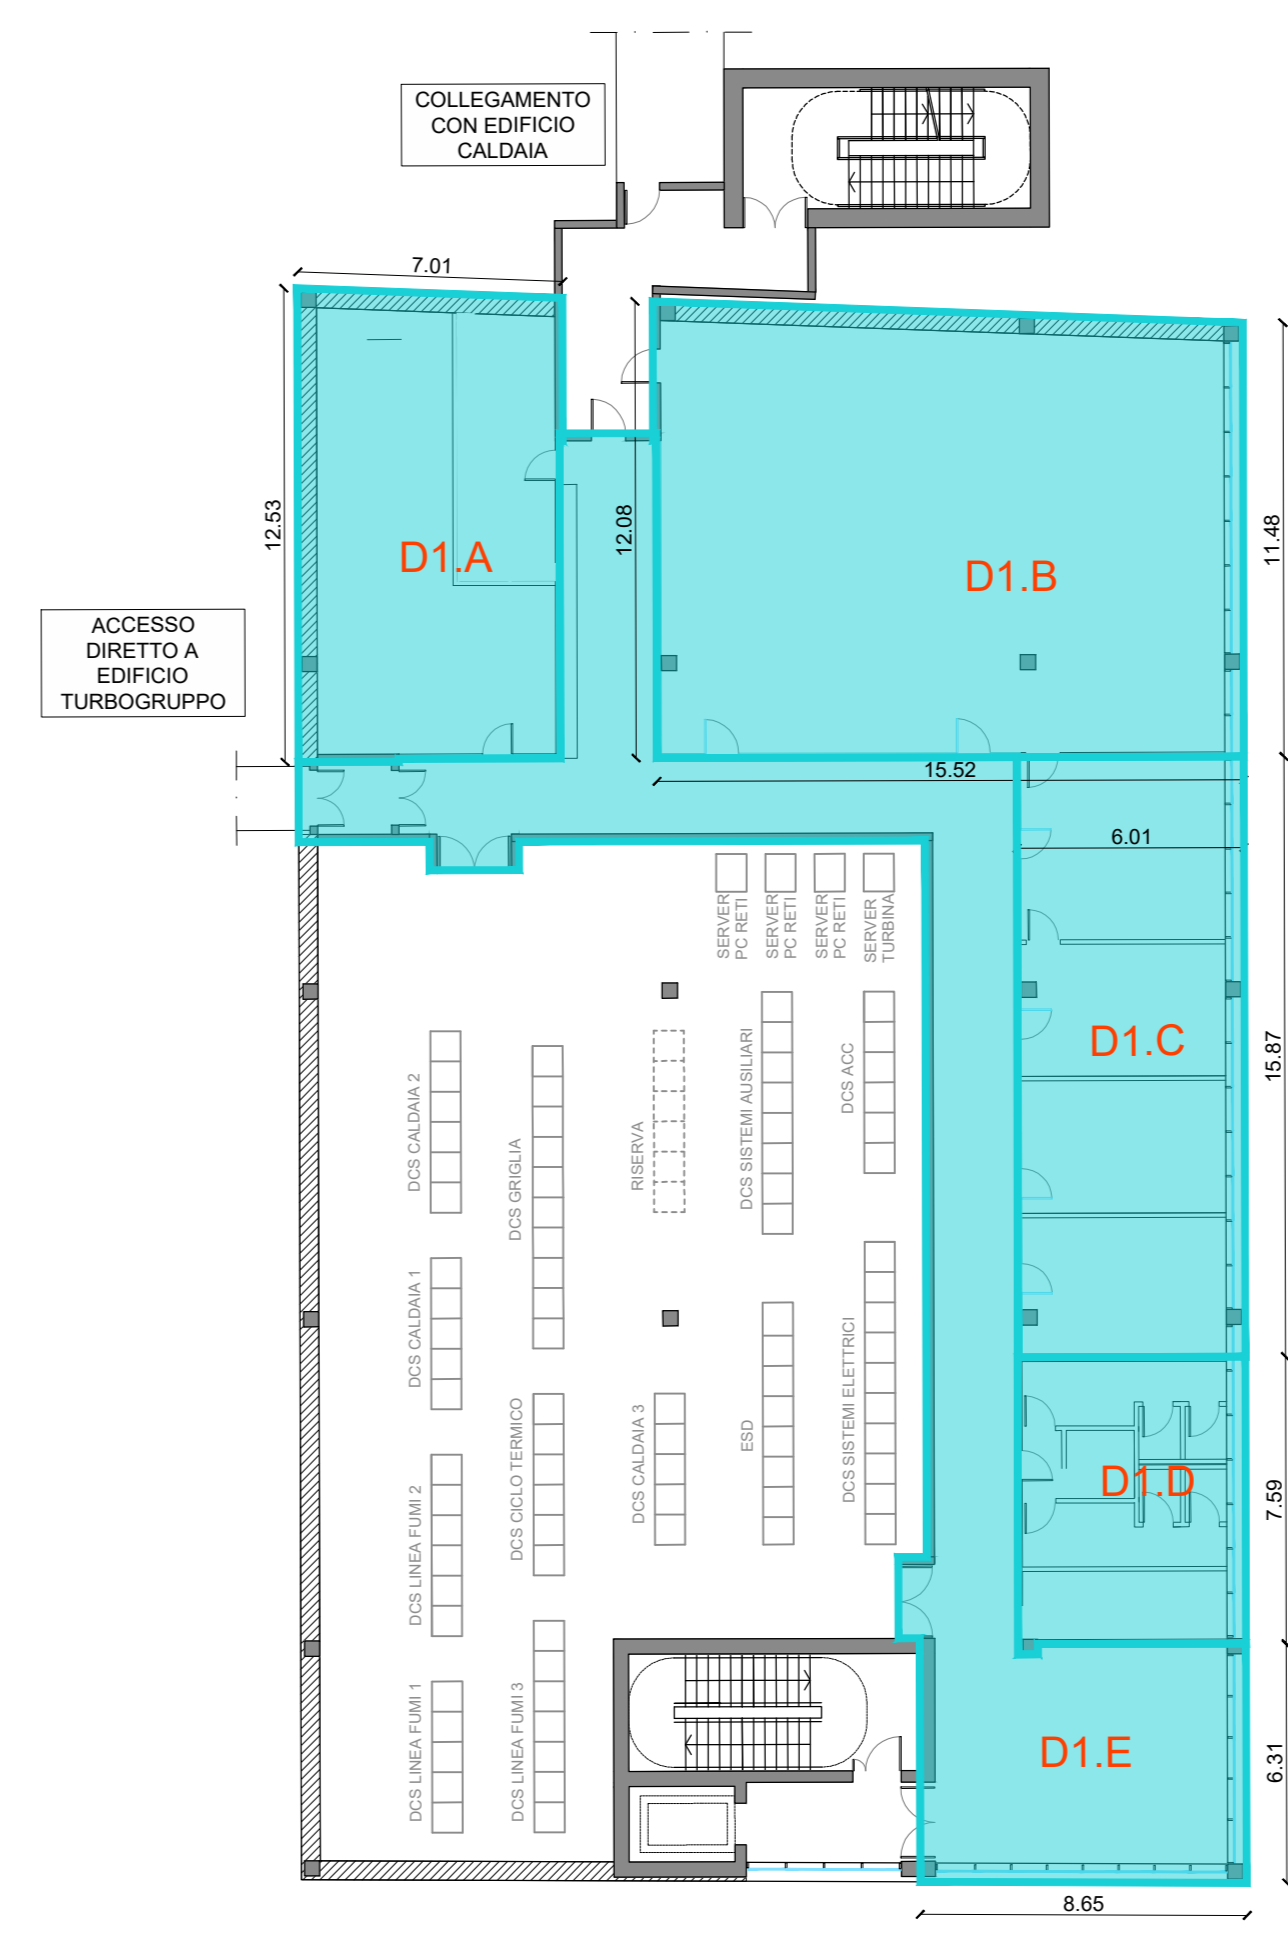 COLLEGAMENTO
CON EDIFICIO
CALDAIA
7.01
12.53
12.08
11.48
D1.A
D1.B
ACCESSO
DIRETTO A
EDIFICIO
TURBOGRUPPO
15.52
6.01
SERVER
PC RETI
SERVER
PC RETI
SERVER
PC RETI
SERVER
TURBINA
D1.C
15.87
DCS CALDAIA 2
DCS GRIGLIA
RISERVA
DCS SISTEMI AUSILIARI
DCS ACC
DCS CALDAIA 1
DCS CICLO TERMICO
DCS CALDAIA 3
ESD
DCS SISTEMI ELETTRICI
D1.D
7.59
DCS LINEA FUMI 2
DCS LINEA FUMI 1
DCS LINEA FUMI 3
D1.E
6.31
8.65